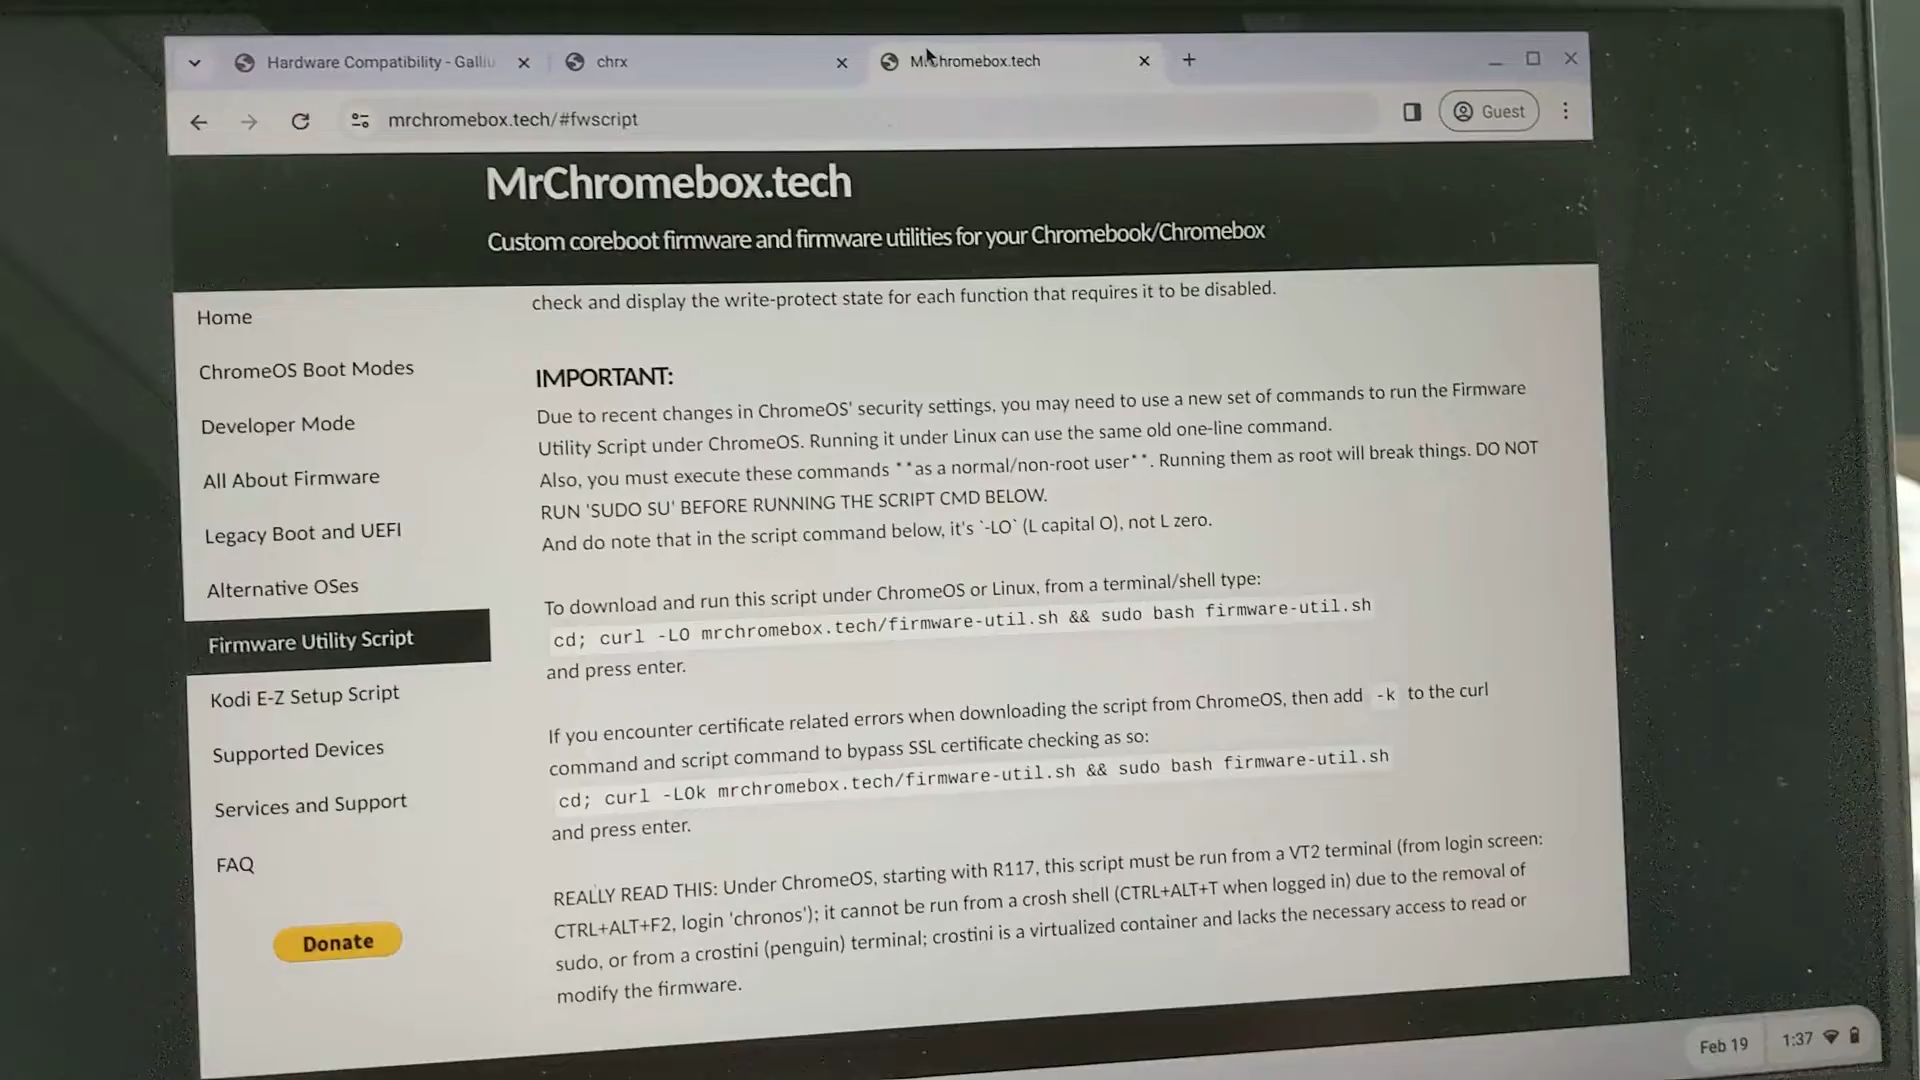 Hardware Compatibility - Galliu
chrx
MrChromebox.tech
mrchromebox.tech/#fwscript
Guest
MrChromebox.tech
Custom coreboot firmware and firmware utilities for your Chromebook/Chromebox
Home
ChromeOS Boot Modes
Developer Mode
All About Firmware
Legacy Boot and UEFI
Alternative OSes
Firmware Utility Script
Kodi E-Z Setup Script
Supported Devices
Services and Support
FAQ
Donate
check and display the write-protect state for each function that requires it to be disabled.
IMPORTANT:
Due to recent changes in ChromeOS' security settings, you may need to use a new set of commands to run the Firmware
Utility Script under ChromeOS. Running it under Linux can use the same old one-line command.
Also, you must execute these commands **as a normal/non-root user**. Running them as root will break things. DO NOT
RUN 'SUDO SU' BEFORE RUNNING THE SCRIPT CMD BELOW.
And do note that in the script command below, it's `-LO` (L capital O), not L zero.
To download and run this script under ChromeOS or Linux, from a terminal/shell type:
cd; curl -LO mrchromebox.tech/firmware-util.sh && sudo bash firmware-util.sh
and press enter.
If you encounter certificate related errors when downloading the script from ChromeOS, then add -k to the curl
command and script command to bypass SSL certificate checking as so:
cd; curl -LOk mrchromebox.tech/firmware-util.sh && sudo bash firmware-util.sh
and press enter.
REALLY READ THIS: Under ChromeOS, starting with R117, this script must be run from a VT2 terminal (from login screen:
CTRL+ALT+F2, login 'chronos'); it cannot be run from a crosh shell (CTRL+ALT+T when logged in) due to the removal of
sudo, or from a crostini (penguin) terminal; crostini is a virtualized container and lacks the necessary access to read or
modify the firmware.
Feb 19
1:37